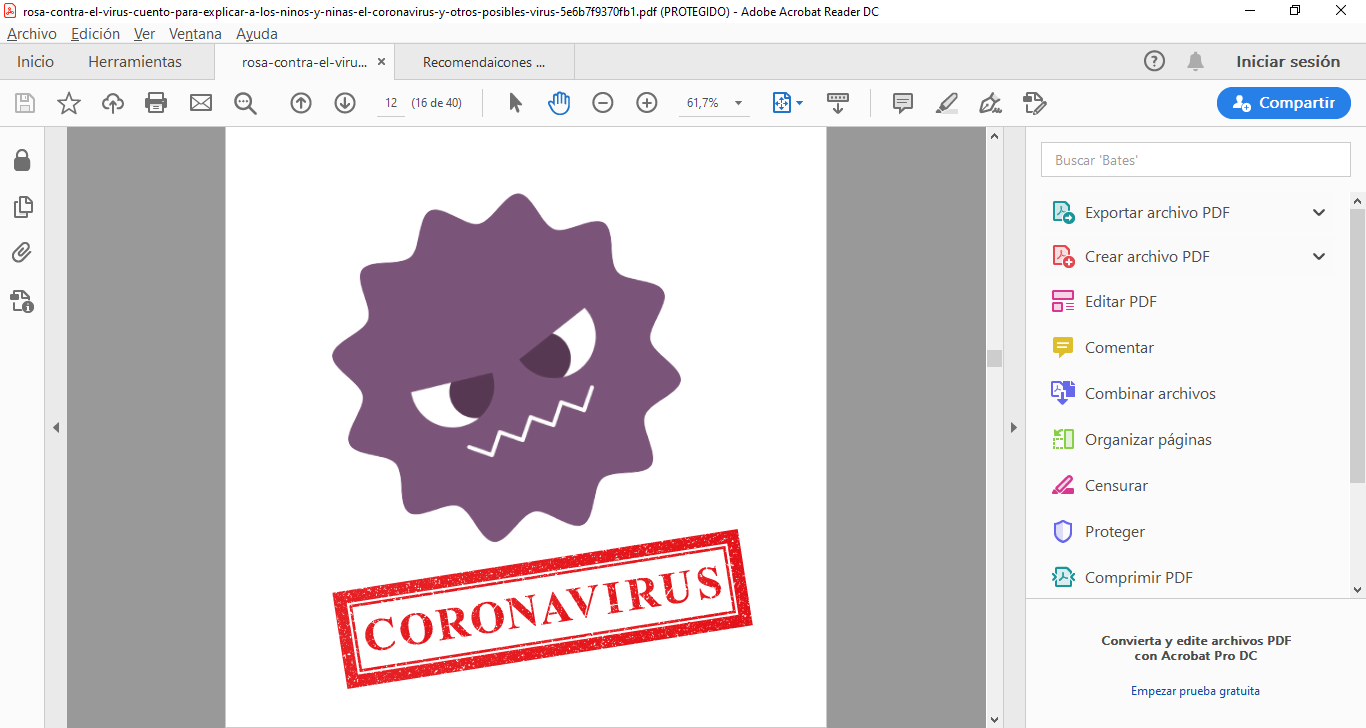 rosa-contra-el-virus-cuento-para-explicar-a-los-ninos-y-ninas-el-coronavirus-y-otros-posibles-virus-5e6b7f9370fb1.pdf (PROTEGIDO) - Adobe Acrobat Reader DC
Archivo Edición Ver Ventana Ayuda
Inicio Herramientas rosa-contra-el-viru... Recomendaicones ... Iniciar sesión
12 (16 de 40) 61,7% Compartir
Buscar 'Bates'
Exportar archivo PDF
Crear archivo PDF
Editar PDF
Comentar
Combinar archivos
Organizar páginas
Censurar
Proteger
Comprimir PDF
CORONAVIRUS
Convierta y edite archivos PDF
con Acrobat Pro DC
Empezar prueba gratuita